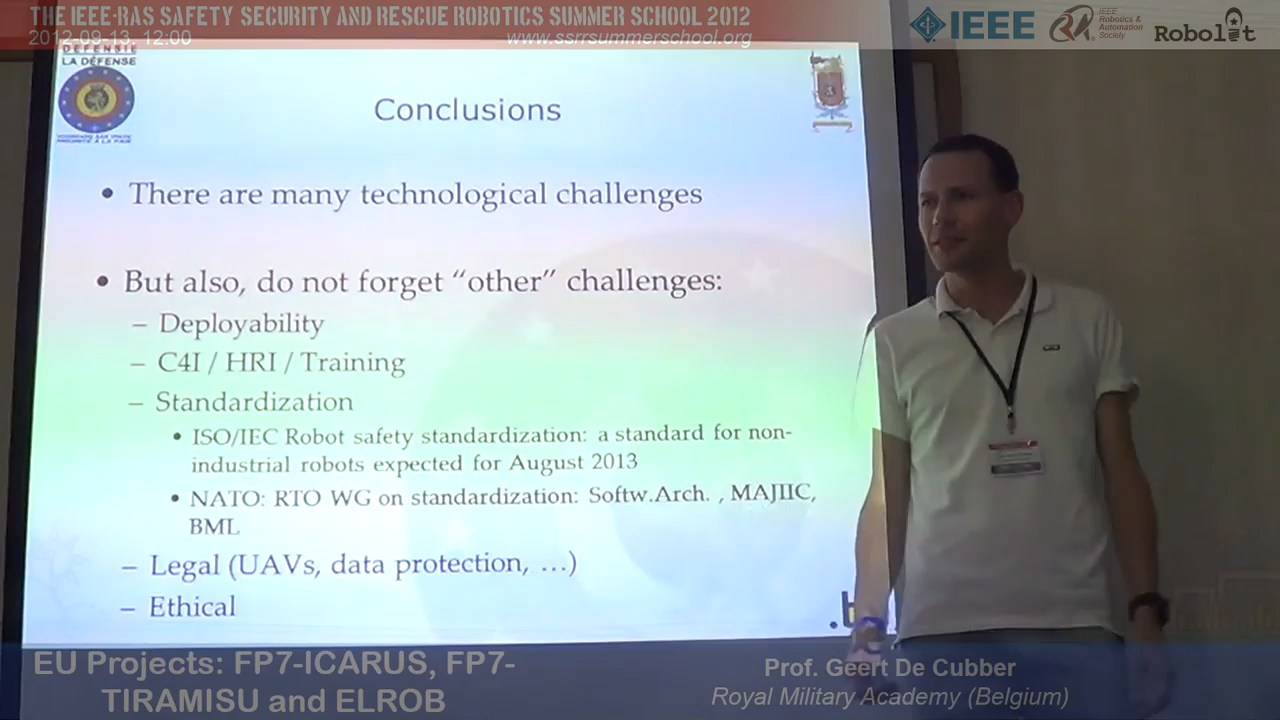 THE IEEE-RAS SAFETY SECURITY AND RESCUE ROBOTICS SUMMER SCHOOL 2012
2012-09-13, 12:00
www.ssrrsummerschool.org
IEEE
IEEE
Robotics &
Automation
Society
Robolit
DEFENSIE
LA DÉFENSE
Conclusions
• There are many technological challenges
• But also, do not forget “other” challenges:
– Deployability
– C4I / HRI / Training
– Standardization
• ISO/IEC Robot safety standardization: a standard for non-
industrial robots expected for August 2013
• NATO: RTO WG on standardization: Softw.Arch. , MAJIIC,
BML
– Legal (UAVs, data protection, …)
– Ethical
EU Projects: FP7-ICARUS, FP7-
TIRAMISU and ELROB
Prof. Geert De Cubber
Royal Military Academy (Belgium)